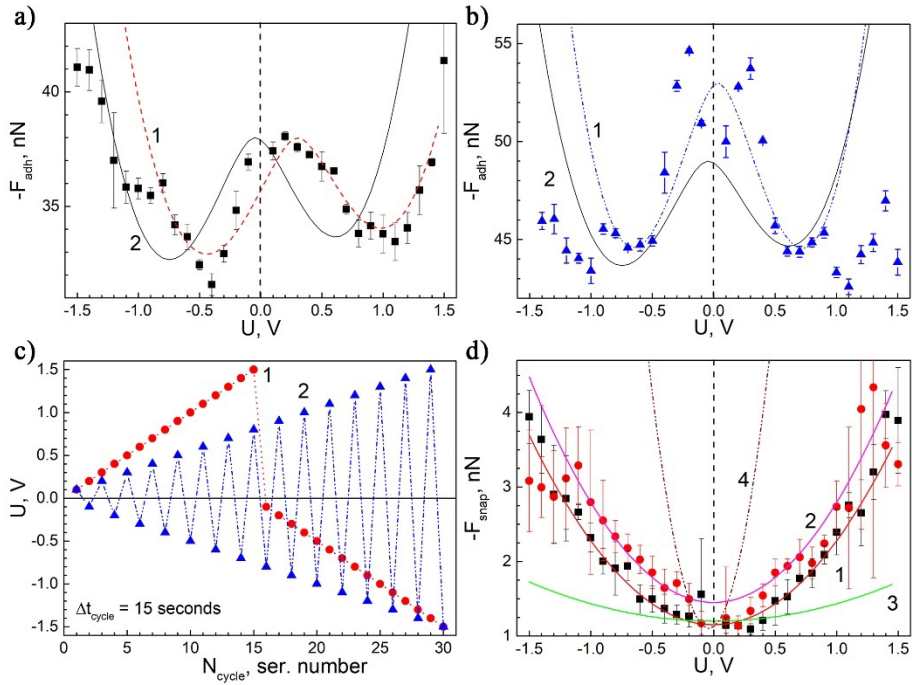 a)
-F_adh, nN
40
35
1
2
-1.5 -1.0 -0.5 0.0 0.5 1.0 1.5
U, V
b)
-F_adh, nN
55
50
45
1
2
-1.5 -1.0 -0.5 0.0 0.5 1.0 1.5
U, V
c)
U, V
1.5
1.0
0.5
0.0
-0.5
-1.0
-1.5
1
2
Δt_cycle = 15 seconds
0 5 10 15 20 25 30
N_cycle, ser. number
d)
-F_snap, nN
4
3
2
1
4
2
1
3
-1.5 -1.0 -0.5 0.0 0.5 1.0 1.5
U, V